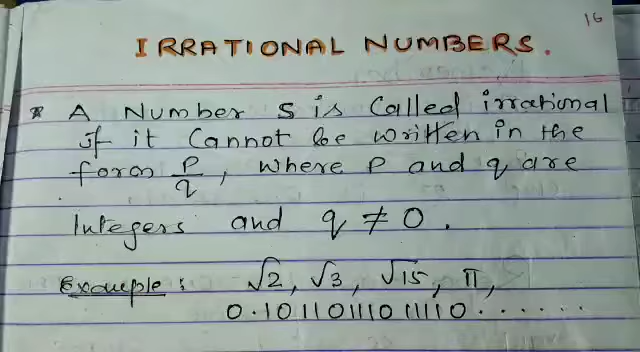 16
IRRATIONAL NUMBERS.
* A Number S is Called irrational
if it Cannot be written in the
form p/q, where p and q are
Integers and q ≠ 0.
Example: √2, √3, √15, π,
0.10110111011110.......